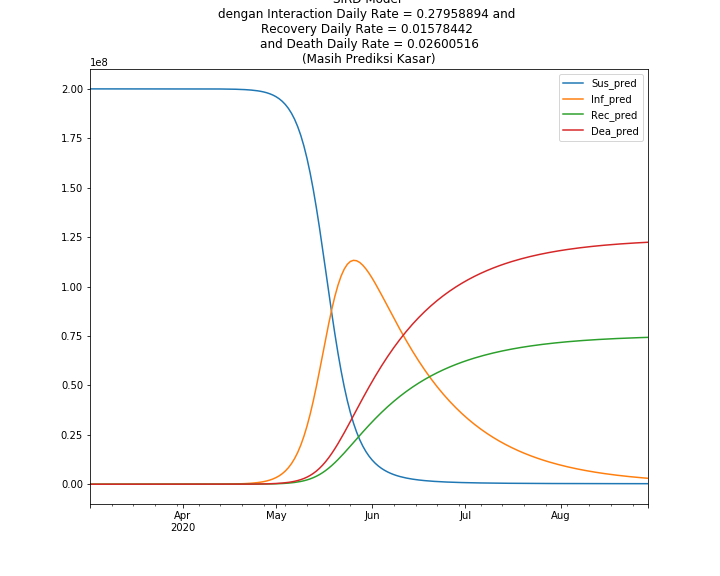 SIRD Model
dengan Interaction Daily Rate = 0.27958894 and
Recovery Daily Rate = 0.01578442
and Death Daily Rate = 0.02600516
(Masih Prediksi Kasar)
1e8
Sus_pred
Inf_pred
Rec_pred
Dea_pred
2.00
1.75
1.50
1.25
1.00
0.75
0.50
0.25
0.00
Apr
2020
May
Jun
Jul
Aug